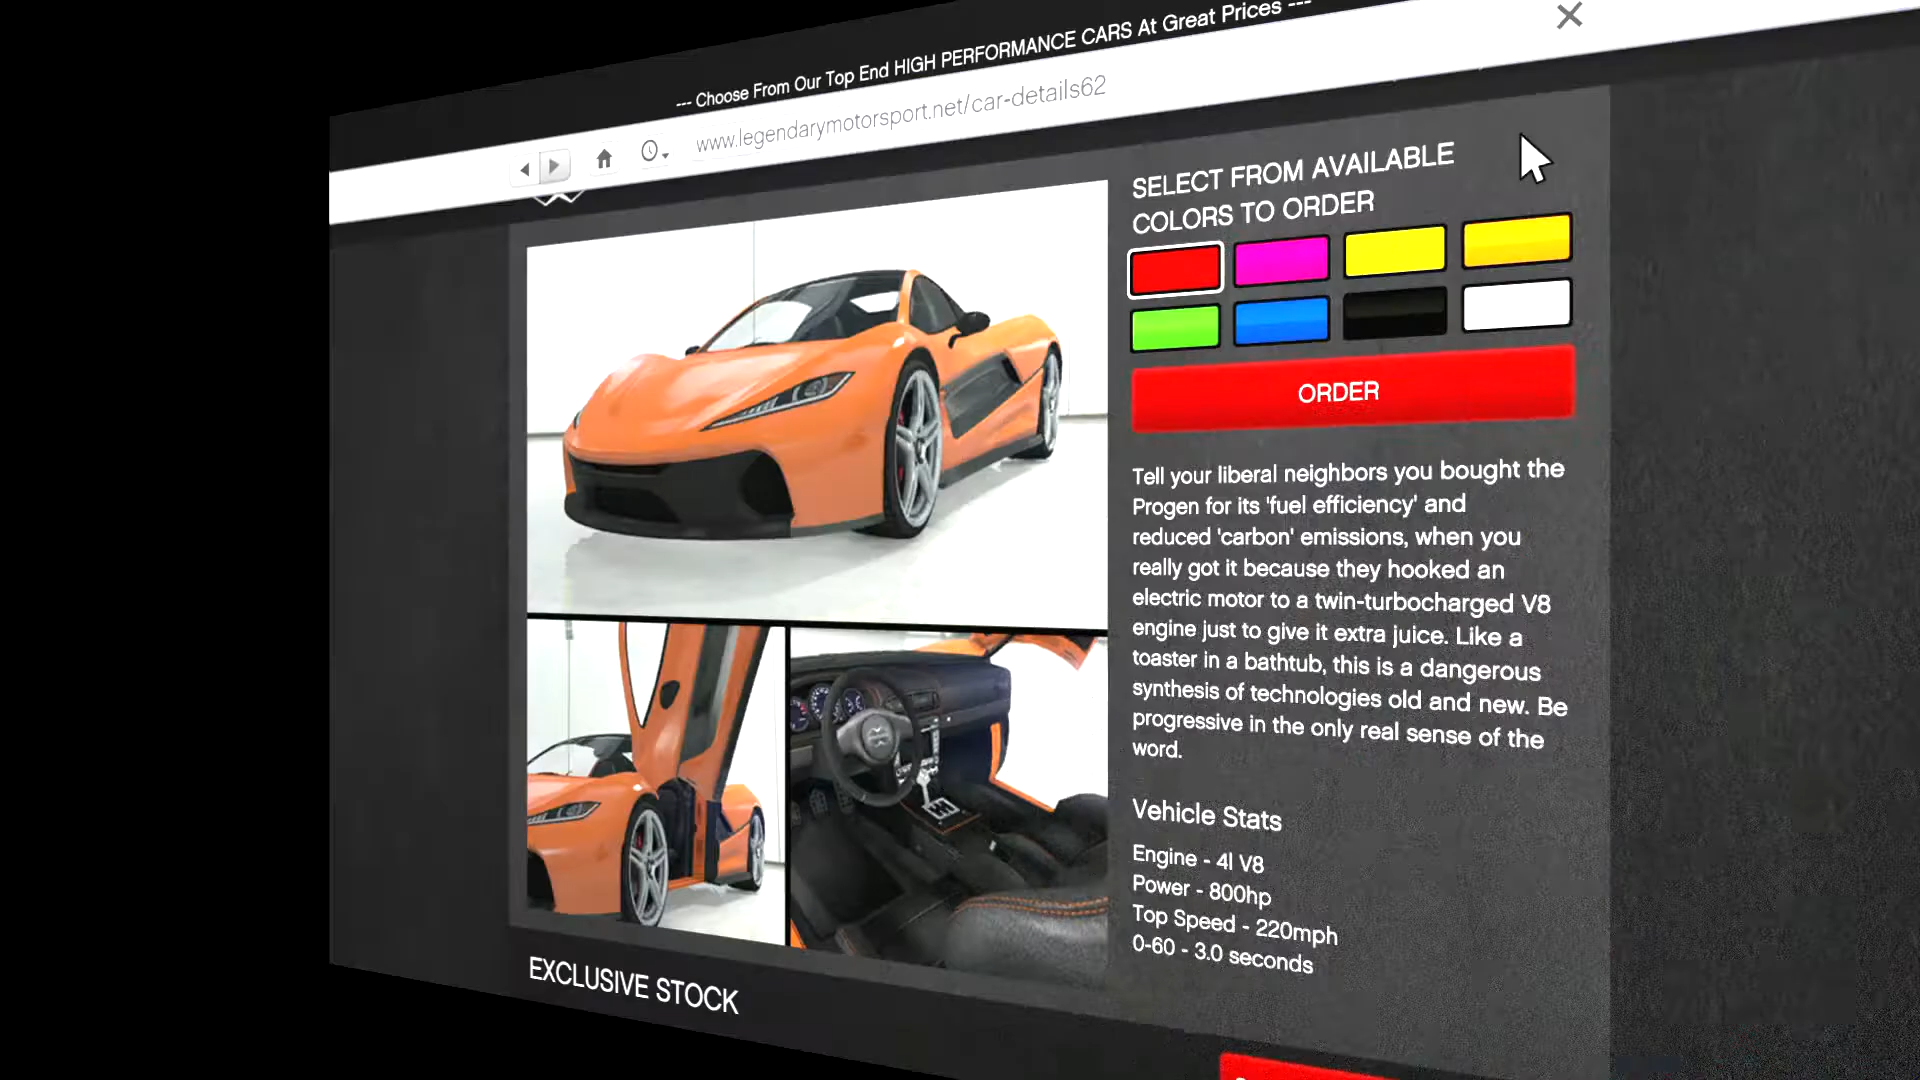 --- Choose From Our Top End HIGH PERFORMANCE CARS At Great Prices ---
www.legendarymotorsport.net/car-details62
SELECT FROM AVAILABLE
COLORS TO ORDER
ORDER
Tell your liberal neighbors you bought the
Progen for its 'fuel efficiency' and
reduced 'carbon' emissions, when you
really got it because they hooked an
electric motor to a twin-turbocharged V8
engine just to give it extra juice. Like a
toaster in a bathtub, this is a dangerous
synthesis of technologies old and new. Be
progressive in the only real sense of the
word.
Vehicle Stats
Engine - 4l V8
Power - 800hp
Top Speed - 220mph
0-60 - 3.0 seconds
EXCLUSIVE STOCK